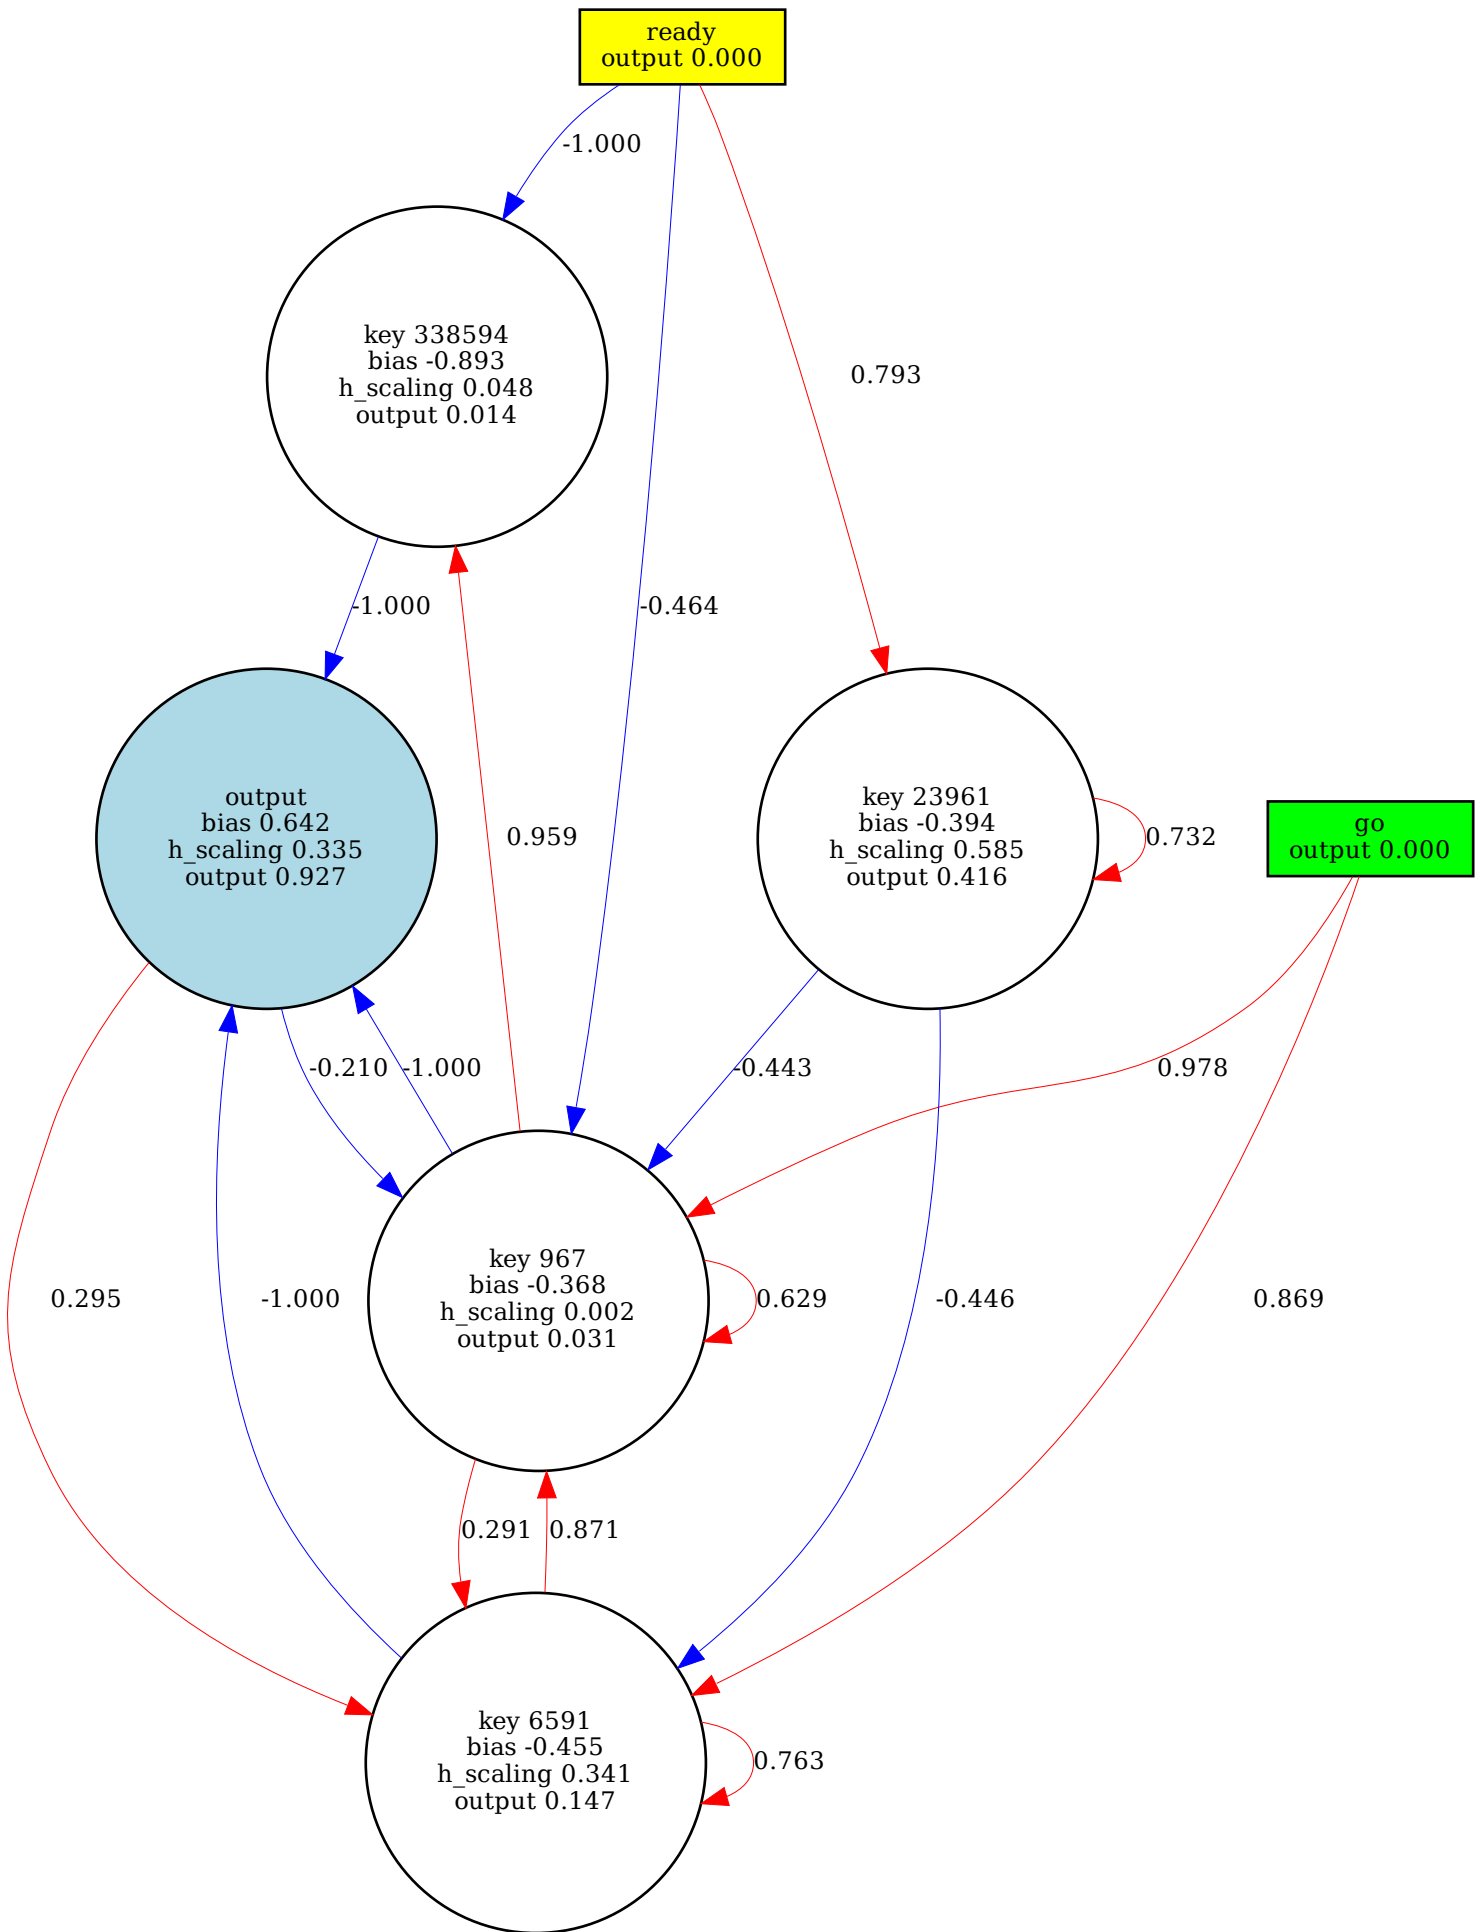 ready
output 0.000
-1.000
key 338594
bias -0.893
h_scaling 0.048
output 0.014
0.793
-1.000
-0.464
output
bias 0.642
h_scaling 0.335
output 0.927
0.959
key 23961
bias -0.394
h_scaling 0.585
output 0.416
0.732
go
output 0.000
-0.210
-1.000
-0.443
0.978
0.295
-1.000
key 967
bias -0.368
h_scaling 0.002
output 0.031
0.629
-0.446
0.869
0.291
0.871
key 6591
bias -0.455
h_scaling 0.341
output 0.147
0.763